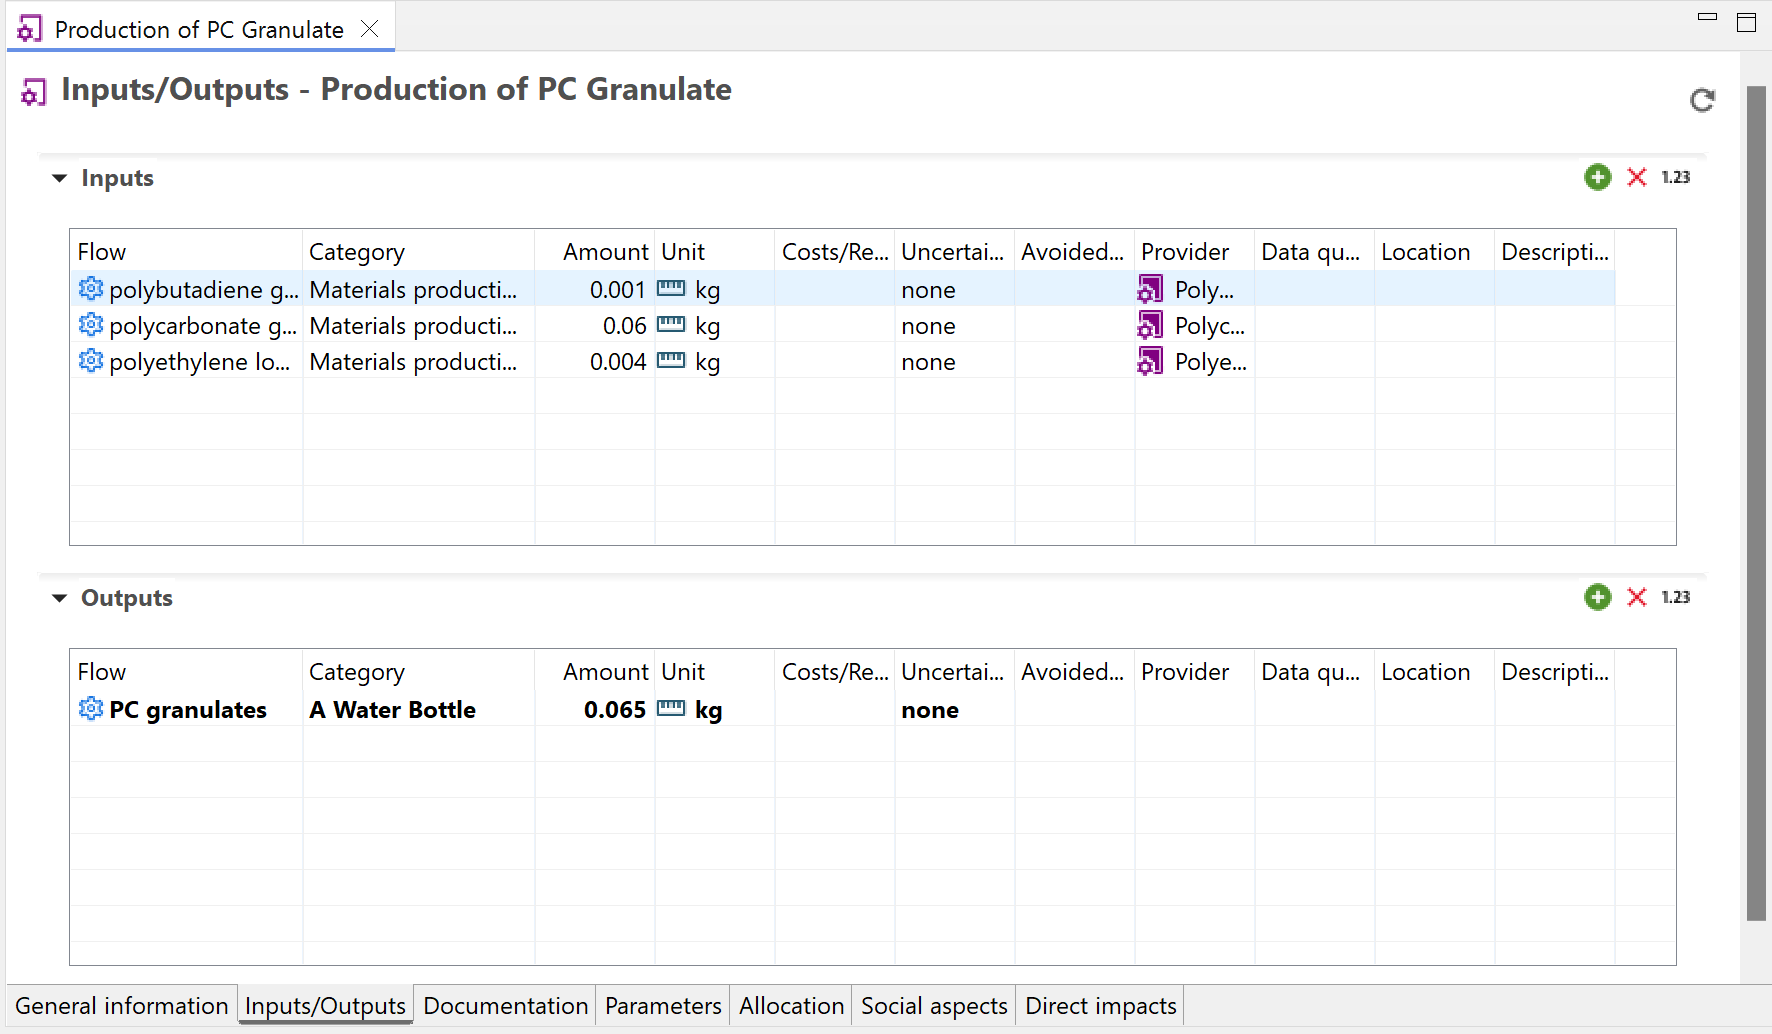 Production of PC Granulate
Inputs/Outputs - Production of PC Granulate
Inputs 1.23
Flow Category Amount Unit Costs/Re... Uncertai... Avoided... Provider Data qu... Location Descripti...
polybutadiene g... Materials producti... 0.001 kg none Poly...
polycarbonate g... Materials producti... 0.06 kg none Polyc...
polyethylene lo... Materials producti... 0.004 kg none Polye...
Outputs 1.23
Flow Category Amount Unit Costs/Re... Uncertai... Avoided... Provider Data qu... Location Descripti...
PC granulates A Water Bottle 0.065 kg none
General information Inputs/Outputs Documentation Parameters Allocation Social aspects Direct impacts